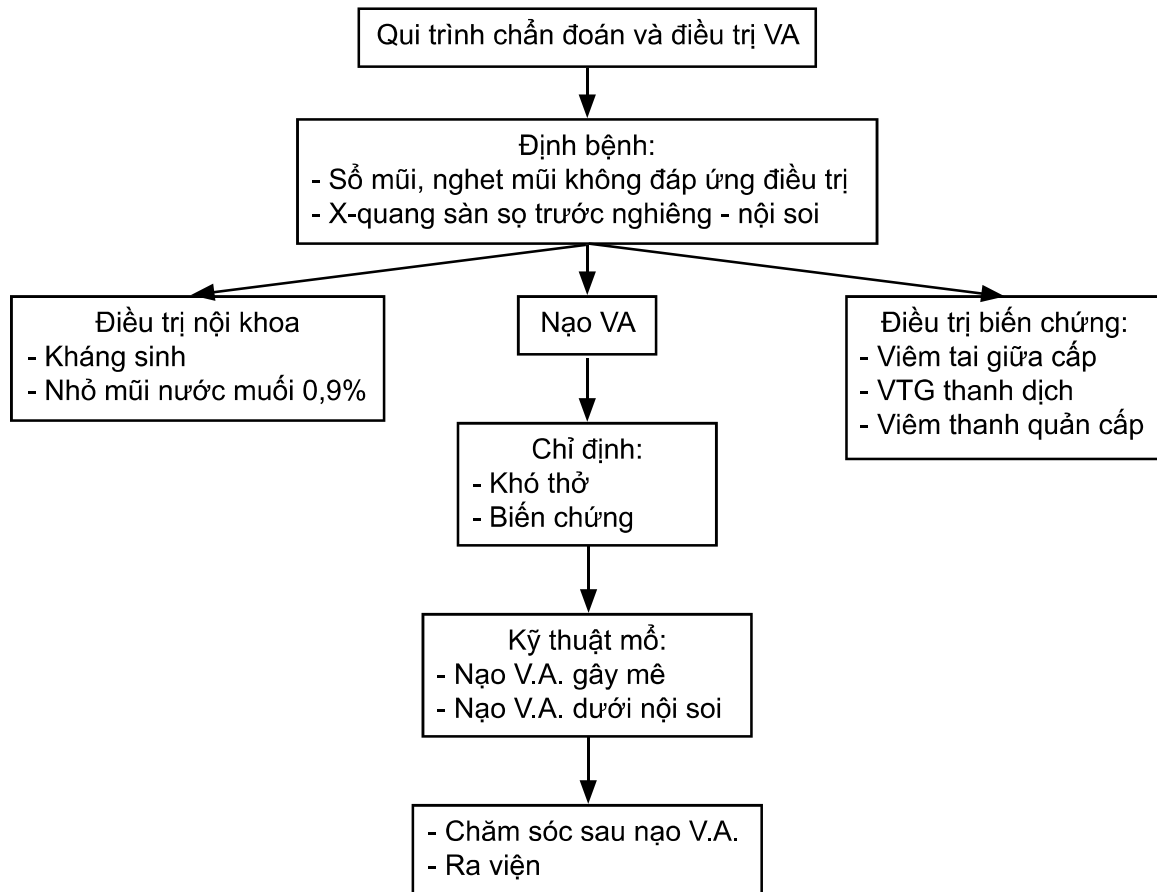 Qui trình chẩn đoán và điều trị VA
Định bệnh:
- Sổ mũi, nghet mũi không đáp ứng điều trị
- X-quang sàn sọ trước nghiêng - nội soi
Điều trị nội khoa
- Kháng sinh
- Nhỏ mũi nước muối 0,9%
Nạo VA
Điều trị biến chứng:
- Viêm tai giữa cấp
- VTG thanh dịch
- Viêm thanh quản cấp
Chỉ định:
- Khó thở
- Biến chứng
Kỹ thuật mổ:
- Nạo V.A. gây mê
- Nạo V.A. dưới nội soi
- Chăm sóc sau nạo V.A.
- Ra viện